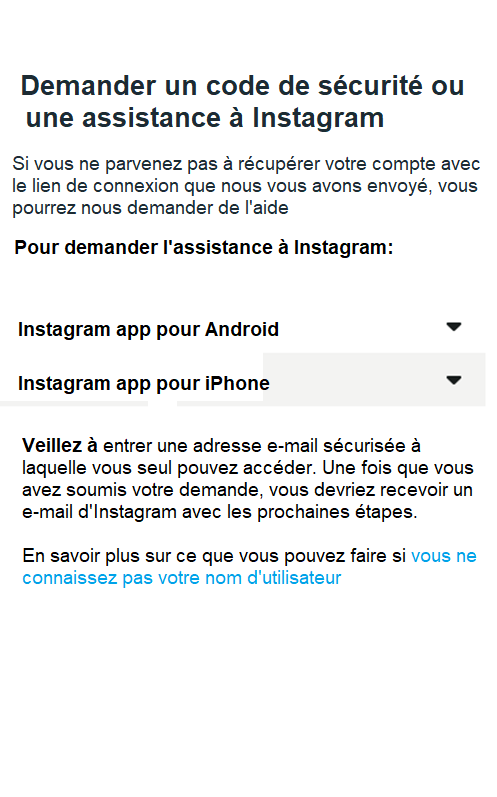 Demander un code de sécurité ou
une assistance à Instagram
Si vous ne parvenez pas à récupérer votre compte avec
le lien de connexion que nous vous avons envoyé, vous
pourrez nous demander de l'aide
Pour demander l'assistance à Instagram:
Instagram app pour Android
Instagram app pour iPhone
Veillez à entrer une adresse e-mail sécurisée à
laquelle vous seul pouvez accéder. Une fois que vous
avez soumis votre demande, vous devriez recevoir un
e-mail d'Instagram avec les prochaines étapes.
En savoir plus sur ce que vous pouvez faire si vous ne
connaissez pas votre nom d'utilisateur